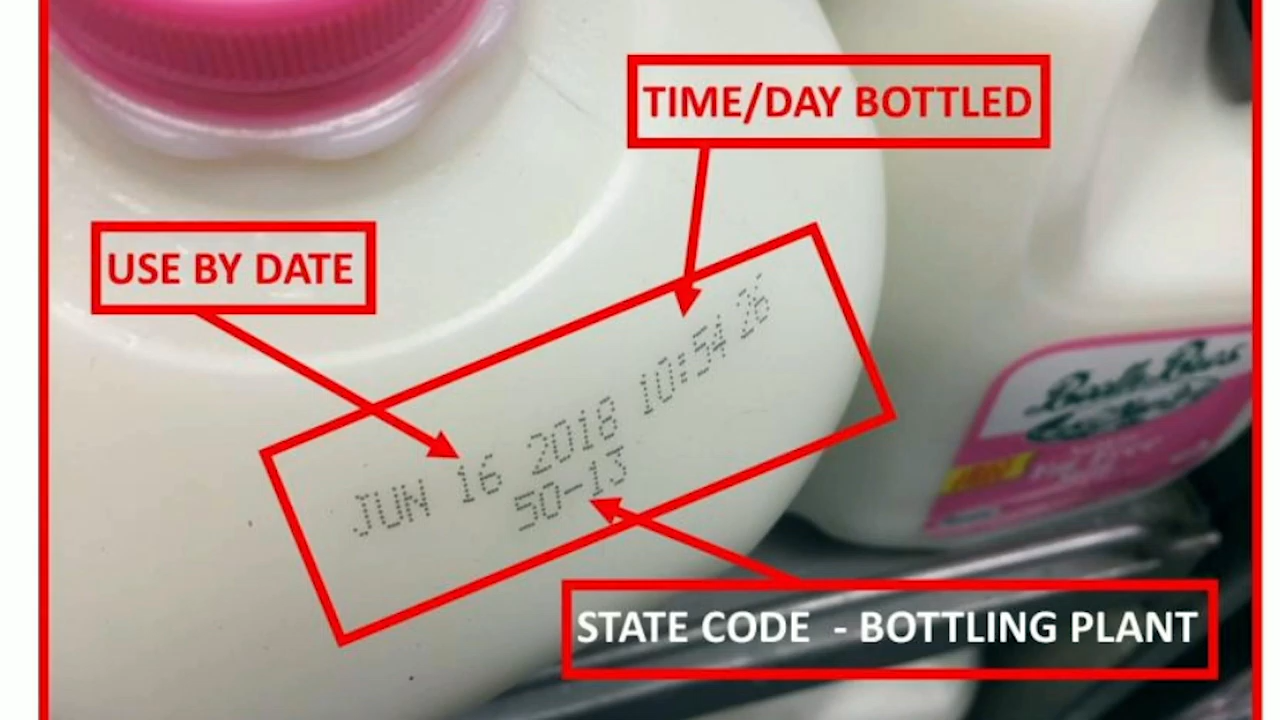 TIME/DAY BOTTLED
USE BY DATE
JUN 16 2018 10:54 26
50-13
STATE CODE - BOTTLING PLANT